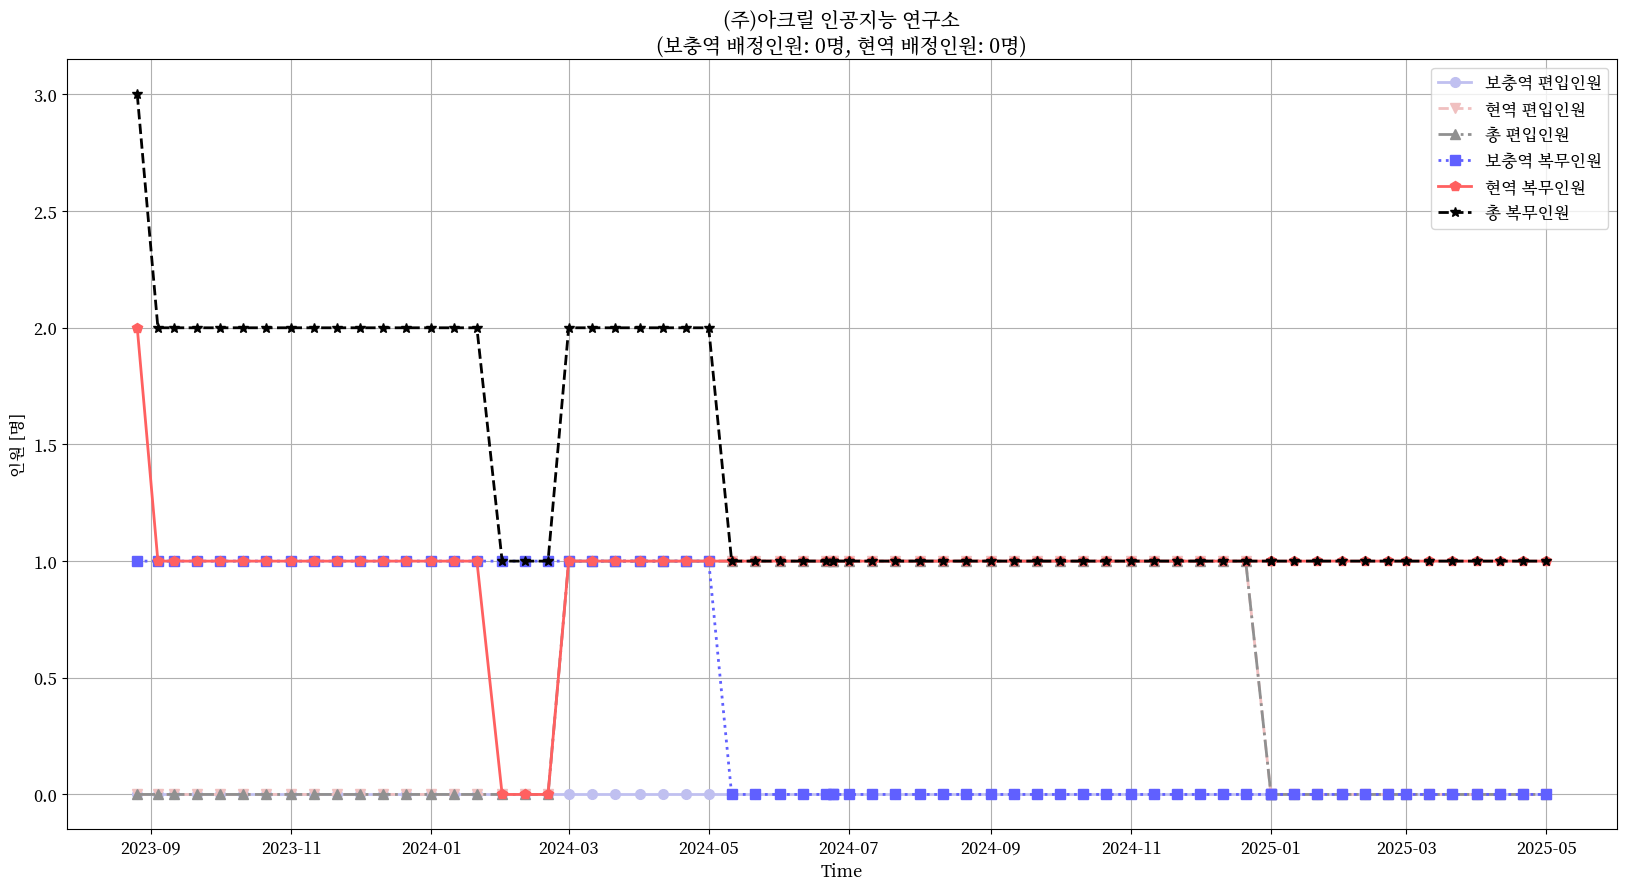 (주)아크릴 인공지능 연구소
(보충역 배정인원: 0명, 현역 배정인원: 0명)
보충역 편입인원
현역 편입인원
총 편입인원
보충역 복무인원
현역 복무인원
총 복무인원
인원 [명]
3.0
2.5
2.0
1.5
1.0
0.5
0.0
2023-09
2023-11
2024-01
2024-03
2024-05
2024-07
2024-09
2024-11
2025-01
2025-03
2025-05
Time